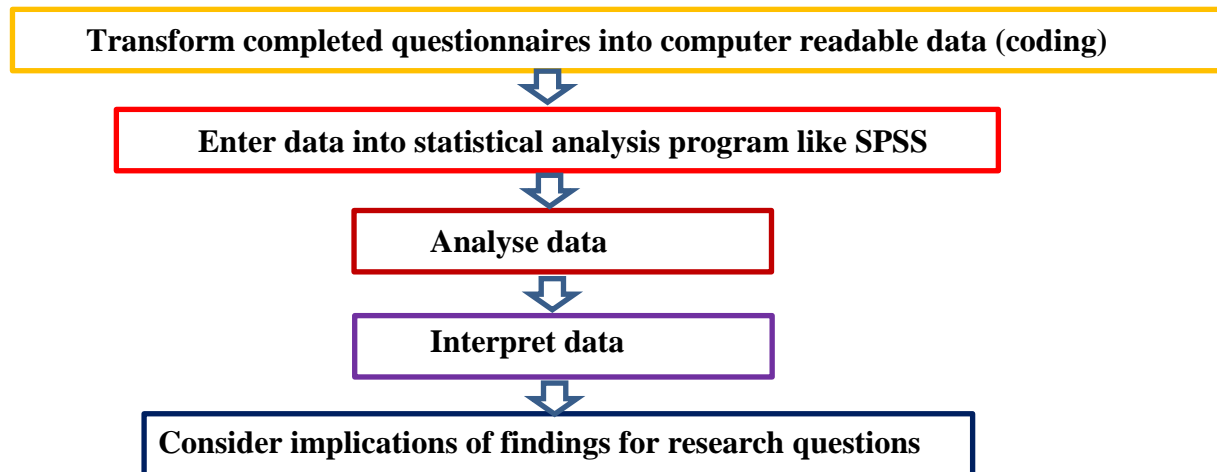 Transform completed questionnaires into computer readable data (coding)
Enter data into statistical analysis program like SPSS
Analyse data
Interpret data
Consider implications of findings for research questions